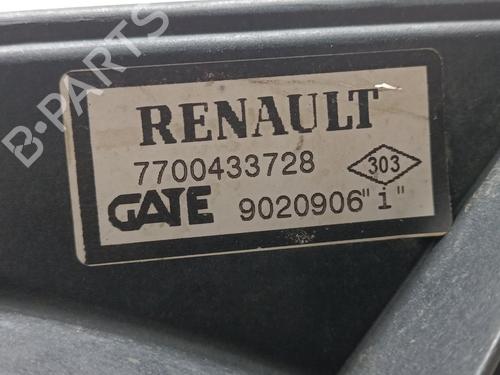 B-PARTS
RENAULT
7700433728 303
GATE 9020906"i"